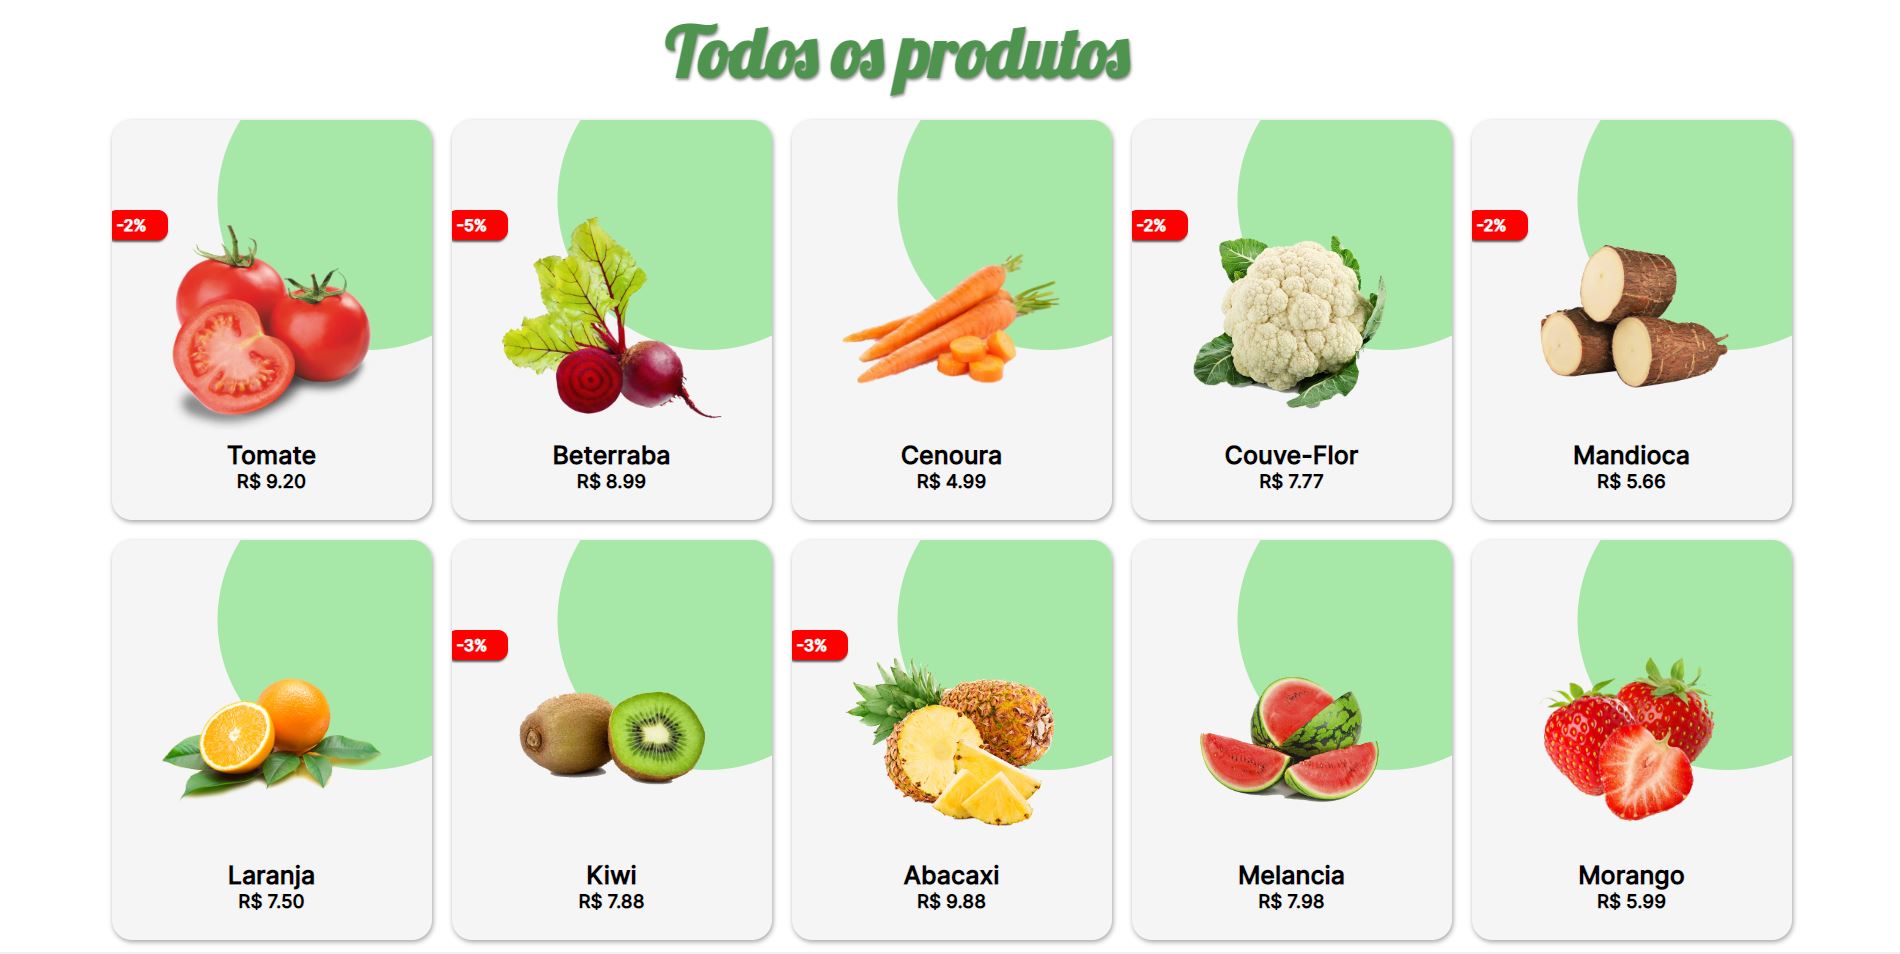 Todos os produtos
-2%
-5%
-2%
-2%
Tomate
Beterraba
Cenoura
Couve-Flor
Mandioca
R$ 9.20
R$ 8.99
R$ 4.99
R$ 7.77
R$ 5.66
-3%
-3%
Laranja
Kiwi
Abacaxi
Melancia
Morango
R$ 7.50
R$ 7.88
R$ 9.88
R$ 7.98
R$ 5.99